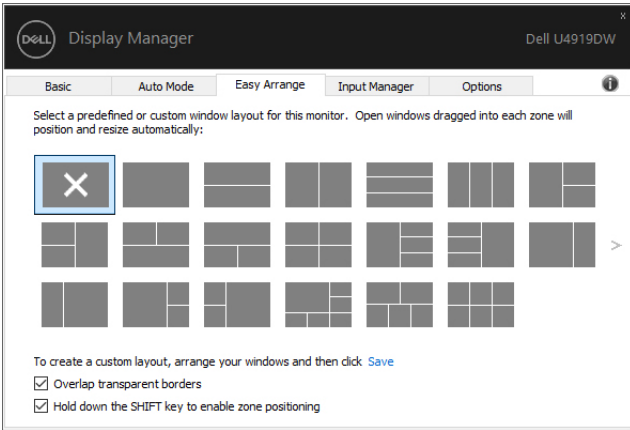 x
DELL Display Manager Dell U4919DW
Basic Auto Mode Easy Arrange Input Manager Options i
Select a predefined or custom window layout for this monitor. Open windows dragged into each zone will
position and resize automatically:
>
To create a custom layout, arrange your windows and then click Save
Overlap transparent borders
Hold down the SHIFT key to enable zone positioning